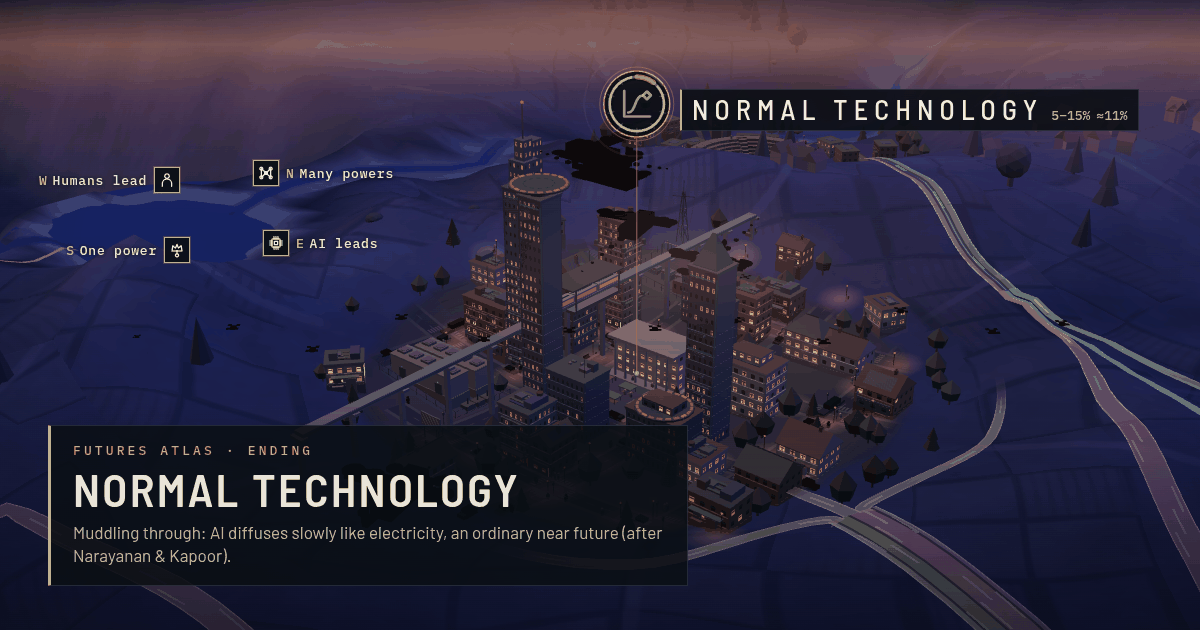 NORMAL TECHNOLOGY 5–15% ≈11%
W Humans lead
N Many powers
S One power
E AI leads
FUTURES ATLAS · ENDING
NORMAL TECHNOLOGY
Muddling through: AI diffuses slowly like electricity, an ordinary near future (after
Narayanan & Kapoor).